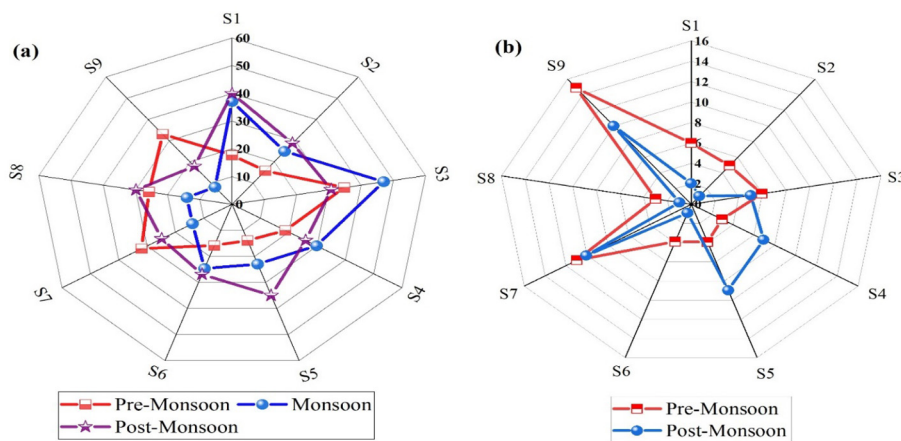 (a)
S1
S2
S3
S4
S5
S6
S7
S8
S9
60
50
40
30
20
10
0
Pre-Monsoon
Monsoon
Post-Monsoon
(b)
S1
S2
S3
S4
S5
S6
S7
S8
S9
16
14
12
10
8
6
4
2
0
Pre-Monsoon
Post-Monsoon